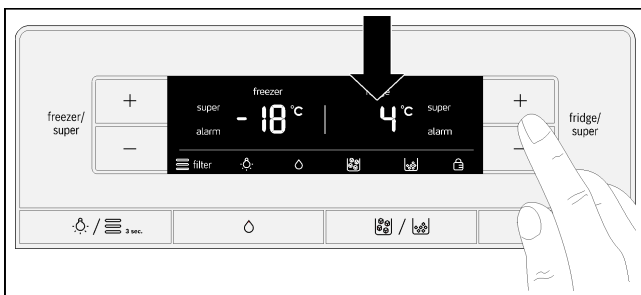 freezer
super
-18 °C
4 °C
super
alarm
alarm
filter
freezer/
super
+
−
+
−
fridge/
super
/ 3 sec.
/